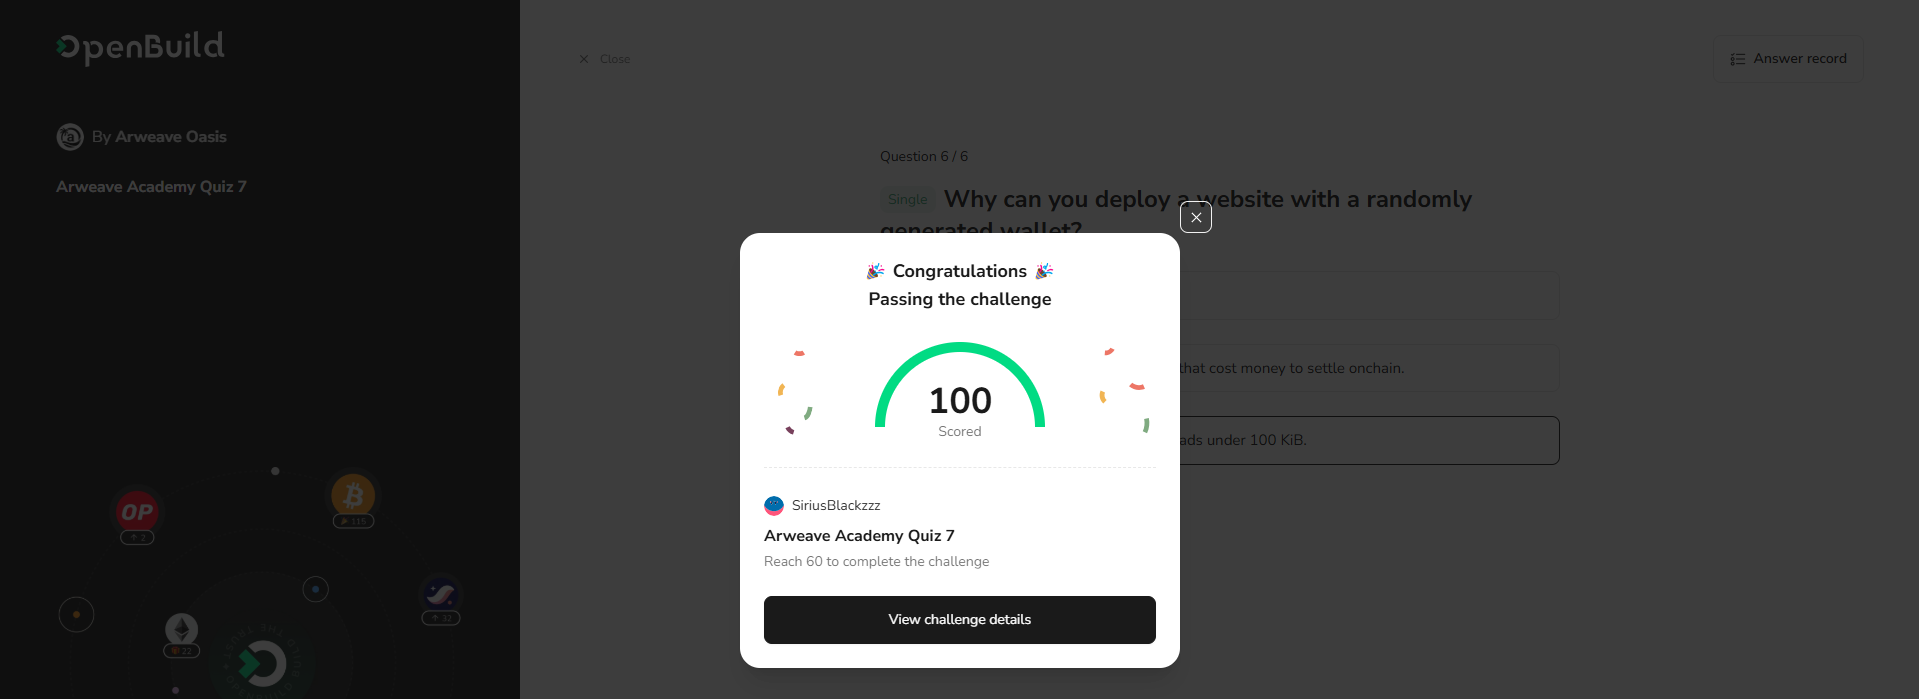 OpenBuild
Close
Answer record
By Arweave Oasis
Arweave Academy Quiz 7
Question 6 / 6
Single Why can you deploy a website with a randomly
generated wallet?
that cost money to settle onchain.
ads under 100 KiB.
Congratulations
Passing the challenge
100
Scored
SiriusBlackzzz
Arweave Academy Quiz 7
Reach 60 to complete the challenge
View challenge details
OP
2
115
32
22